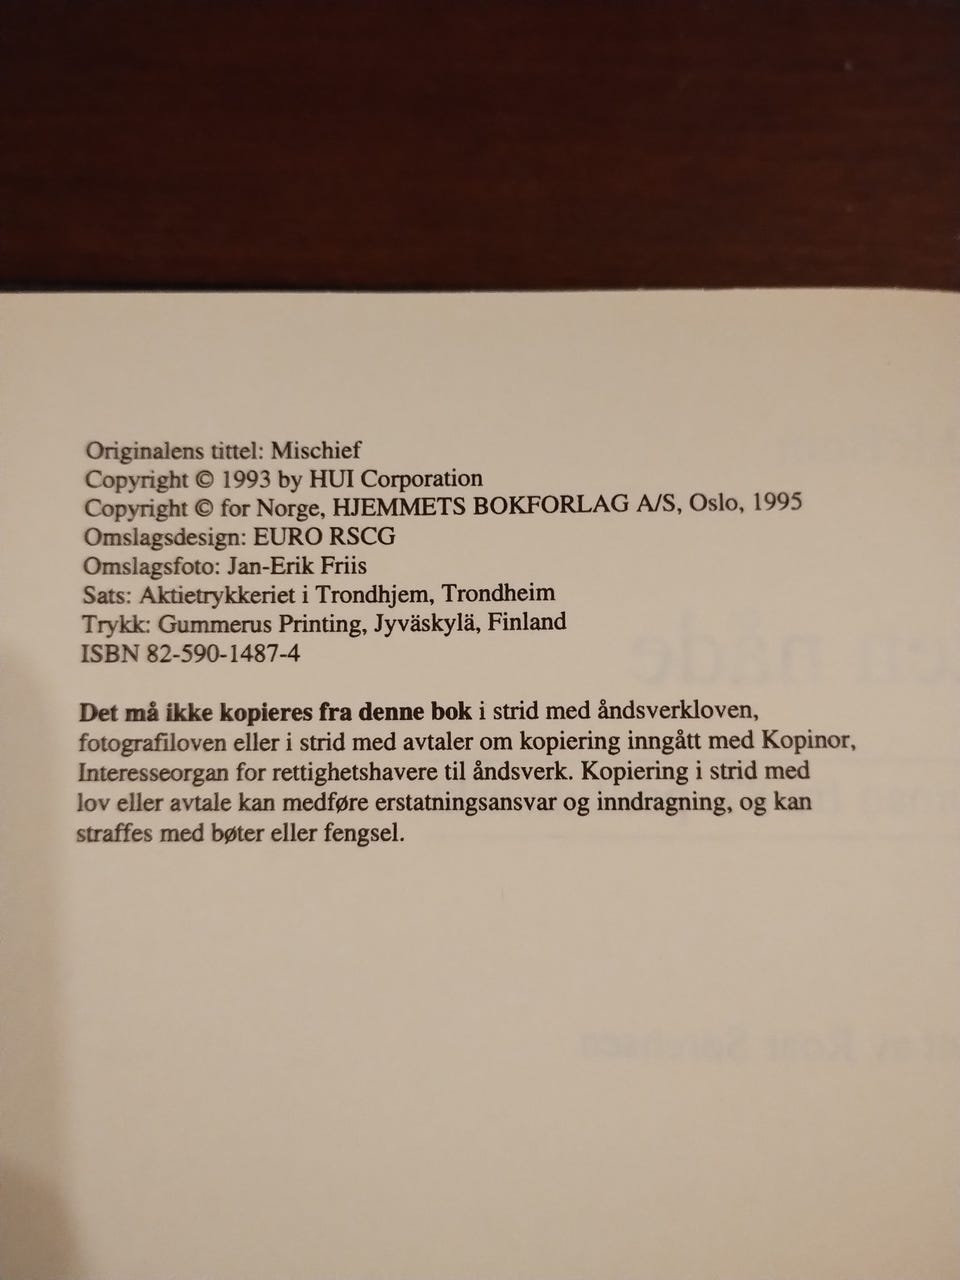 Originalens tittel: Mischief
Copyright © 1993 by HUI Corporation
Copyright © for Norge, HJEMMETS BOKFORLAG A/S, Oslo, 1995
Omslagsdesign: EURO RSCG
Omslagsfoto: Jan-Erik Friis
Sats: Aktietrykkeriet i Trondhjem, Trondheim
Trykk: Gummerus Printing, Jyväskylä, Finland
ISBN 82-590-1487-4
Det må ikke kopieres fra denne bok i strid med åndsverkloven,
fotografiloven eller i strid med avtaler om kopiering inngått med Kopinor,
Interesseorgan for rettighetshavere til åndsverk. Kopiering i strid med
lov eller avtale kan medføre erstatningsansvar og inndragning, og kan
straffes med bøter eller fengsel.